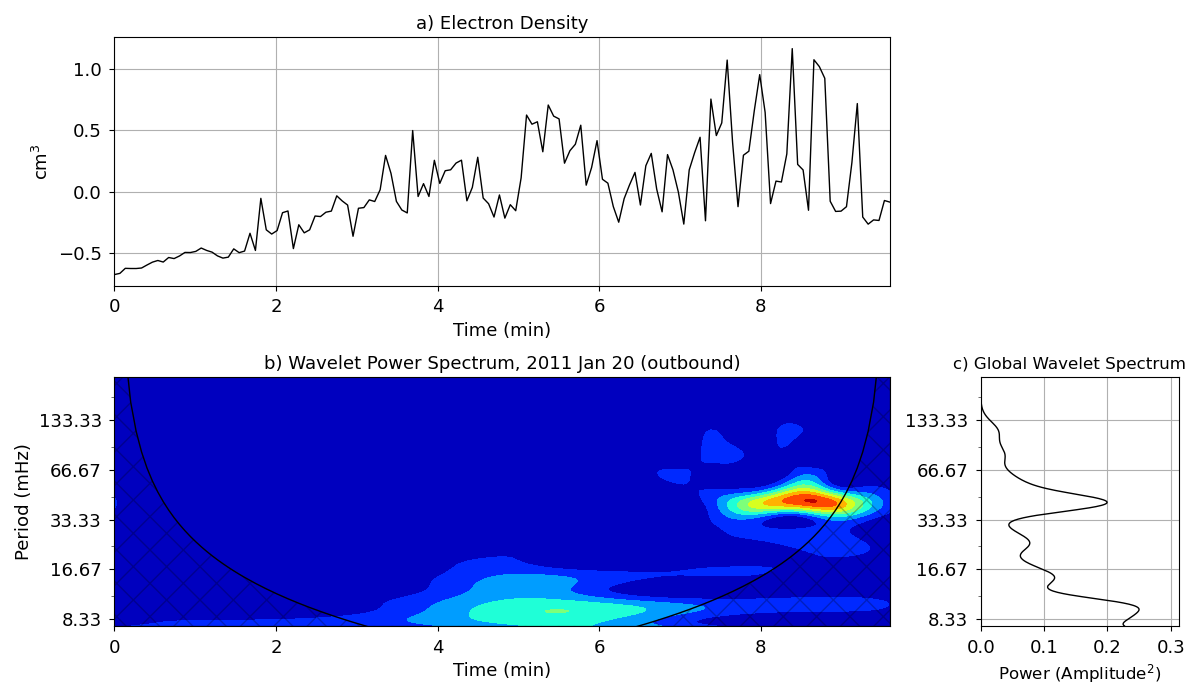 a) Electron Density
1.0
0.5
0.0
−0.5
cm³
0 2 4 6 8
Time (min)
b) Wavelet Power Spectrum, 2011 Jan 20 (outbound)
133.33
66.67
33.33
16.67
8.33
Period (mHz)
0 2 4 6 8
Time (min)
c) Global Wavelet Spectrum
133.33
66.67
33.33
16.67
8.33
0.0 0.1 0.2 0.3
Power (Amplitude²)